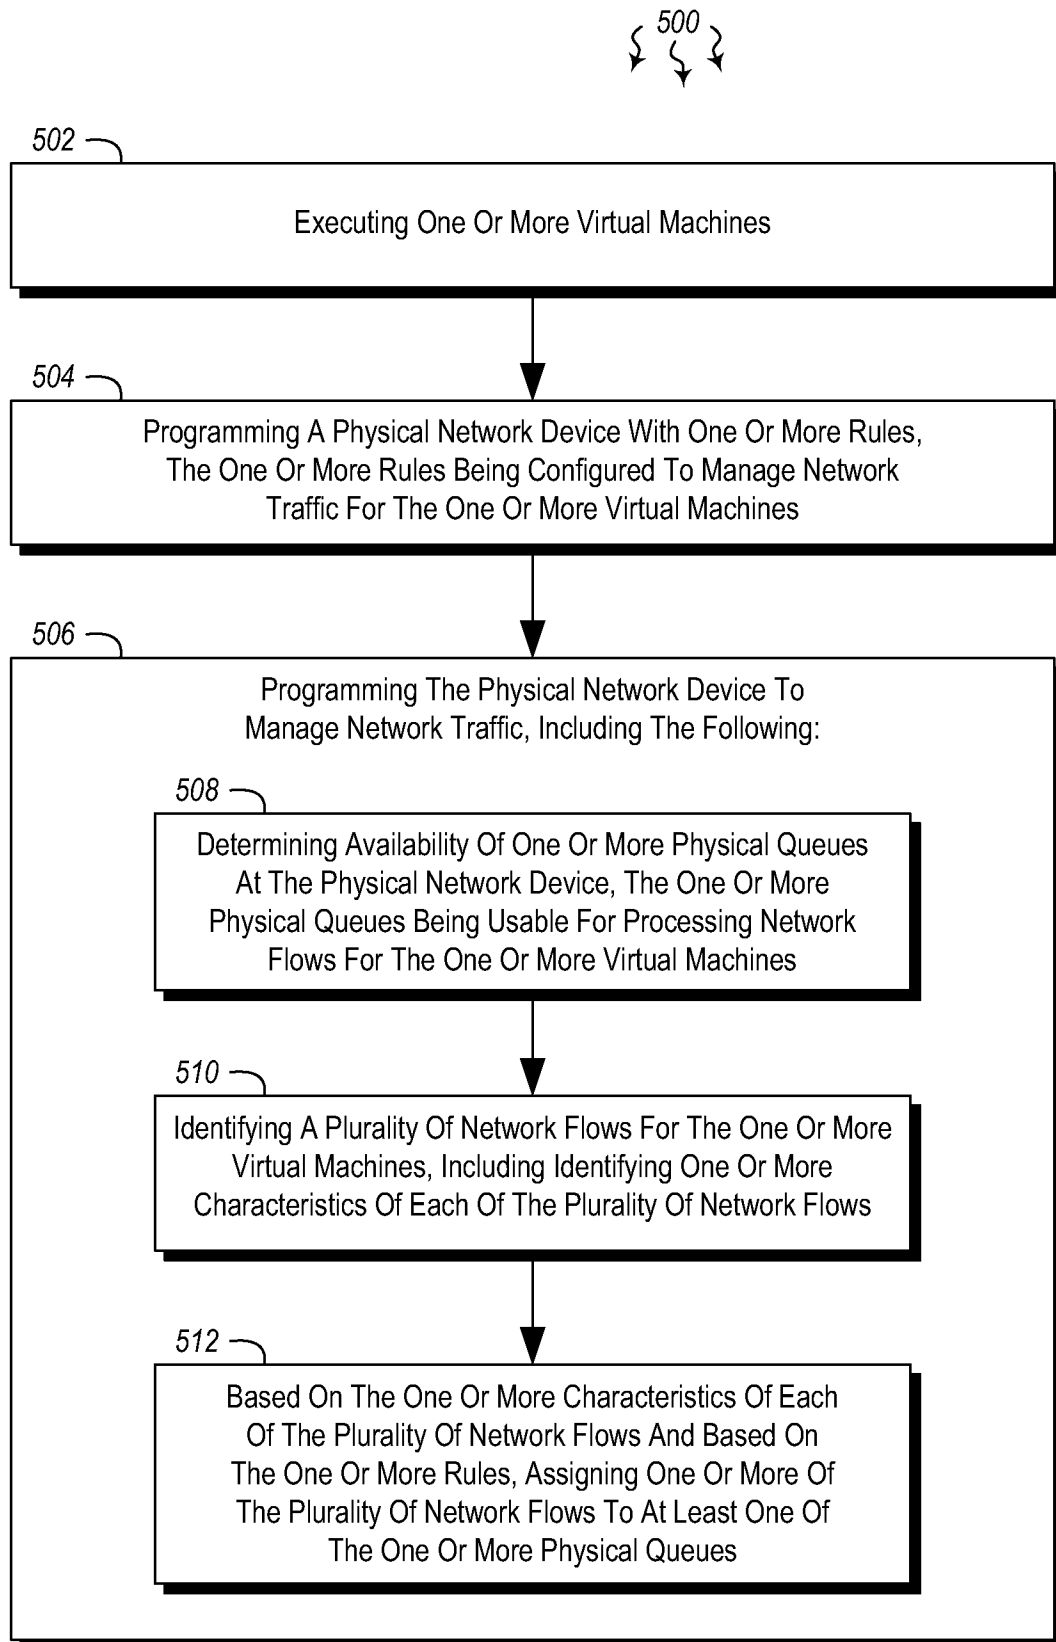 500
502
Executing One Or More Virtual Machines
504
Programming A Physical Network Device With One Or More Rules,
The One Or More Rules Being Configured To Manage Network
Traffic For The One Or More Virtual Machines
506
Programming The Physical Network Device To
Manage Network Traffic, Including The Following:
508
Determining Availability Of One Or More Physical Queues
At The Physical Network Device, The One Or More
Physical Queues Being Usable For Processing Network
Flows For The One Or More Virtual Machines
510
Identifying A Plurality Of Network Flows For The One Or More
Virtual Machines, Including Identifying One Or More
Characteristics Of Each Of The Plurality Of Network Flows
512
Based On The One Or More Characteristics Of Each
Of The Plurality Of Network Flows And Based On
The One Or More Rules, Assigning One Or More Of
The Plurality Of Network Flows To At Least One Of
The One Or More Physical Queues